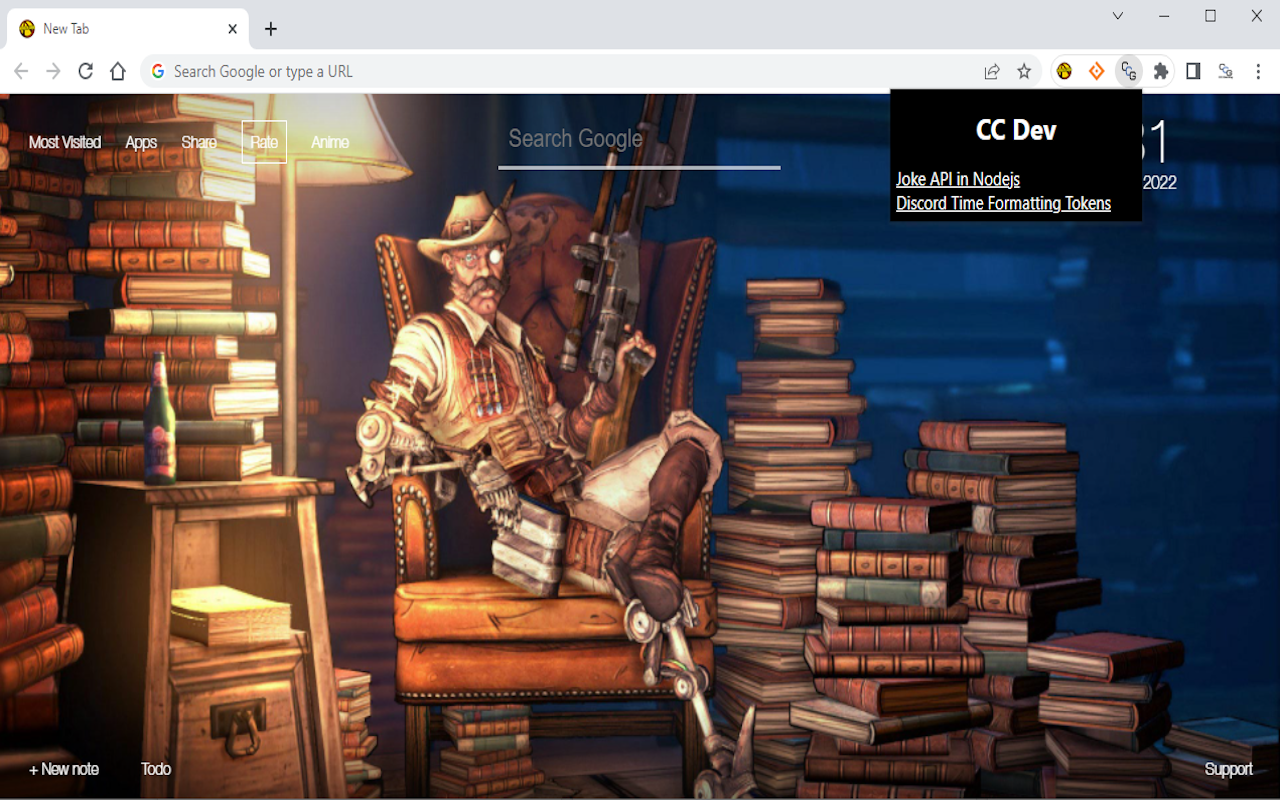 New Tab
Search Google or type a URL
CC Dev
Joke API in Nodejs
Discord Time Formatting Tokens
Most Visited Apps Share Rate Anime
Search Google
31
2022
+ New note Todo
Support